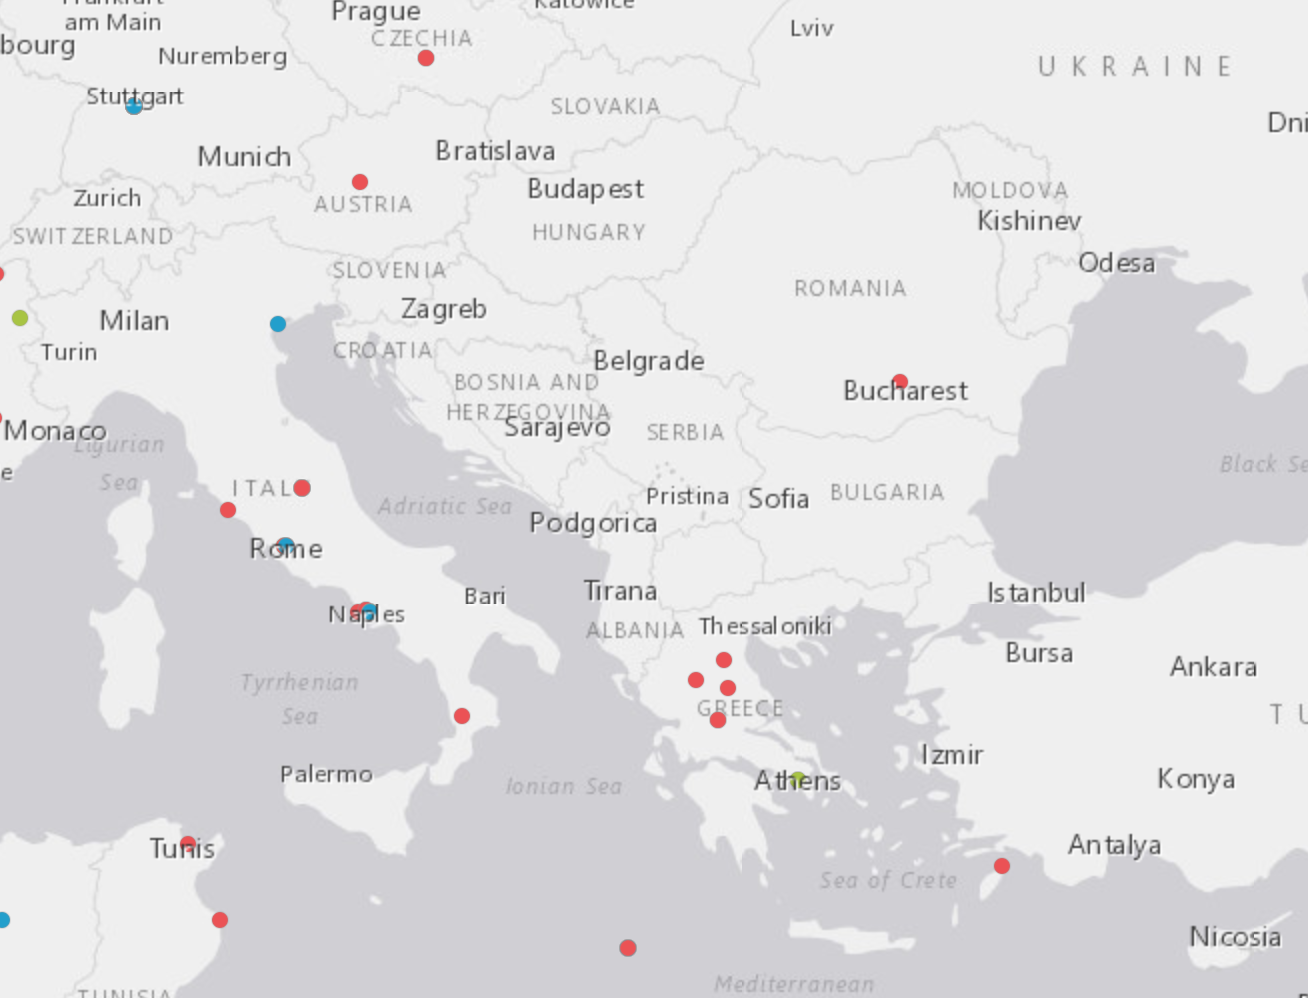 Prague
Katowice
am Main
CZECHIA
Lviv
bourg
Nuremberg
UKRAINE
Stuttgart
SLOVAKIA
Dni
Munich
Bratislava
Zurich
AUSTRIA
Budapest
MOLDOVA
Kishinev
SWITZERLAND
HUNGARY
SLOVENIA
Odesa
ROMANIA
Milan
Zagreb
Turin
CROATIA
Belgrade
BOSNIA AND
HERZEGOVINA
Bucharest
Monaco
Sarajevo
SERBIA
Ligurian
Sea
Black Se
e
ITAL
Adriatic Sea
Pristina
Sofia
BULGARIA
Podgorica
Rome
Tirana
Istanbul
Naples
Bari
ALBANIA
Thessaloniki
Bursa
Ankara
Tyrrhenian
Sea
GREECE
T U
Izmir
Palermo
Ionian Sea
Athens
Konya
Tunis
Antalya
Sea of Crete
Nicosia
Mediterranean
TUNISIA